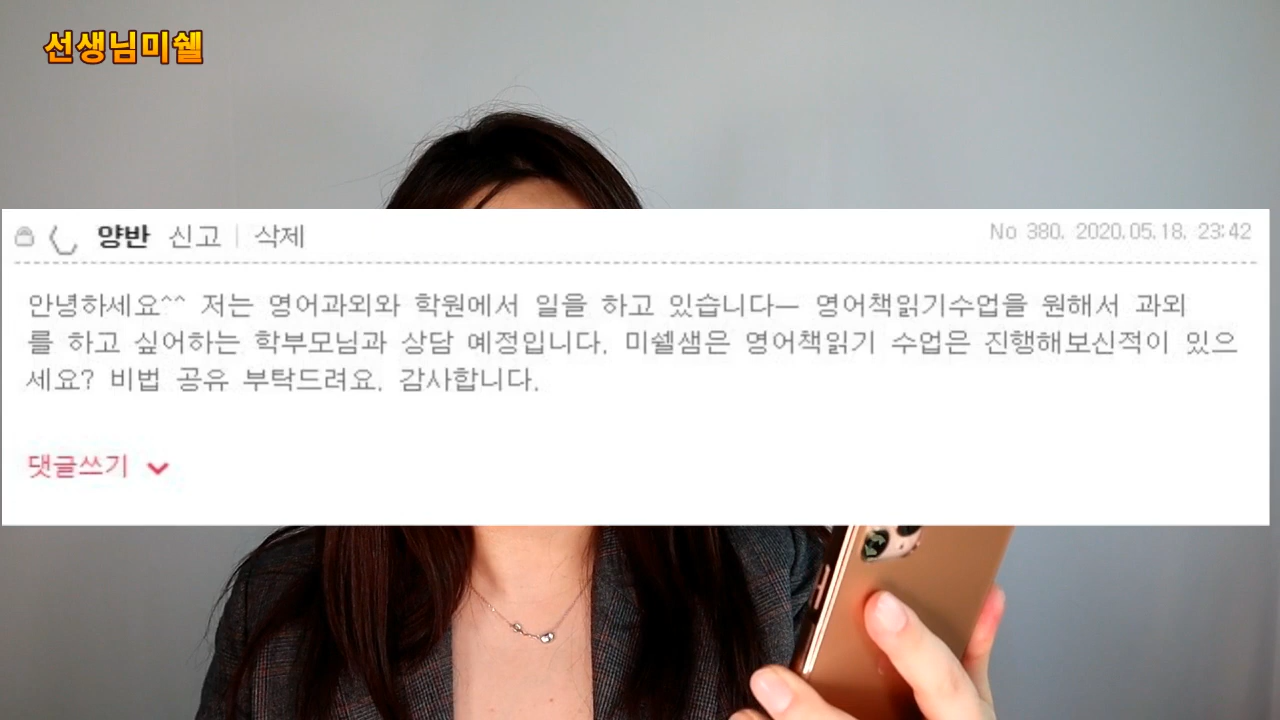 선생님미쉘
양반 신고 | 삭제
No 380. 2020.05.18. 23:42
안녕하세요^^ 저는 영어과외와 학원에서 일을 하고 있습니다ㅡ 영어책읽기수업을 원해서 과외
를 하고 싶어하는 학부모님과 상담 예정입니다. 미쉘샘은 영어책읽기 수업은 진행해보신적이 있으
세요? 비법 공유 부탁드려요. 감사합니다.
댓글쓰기